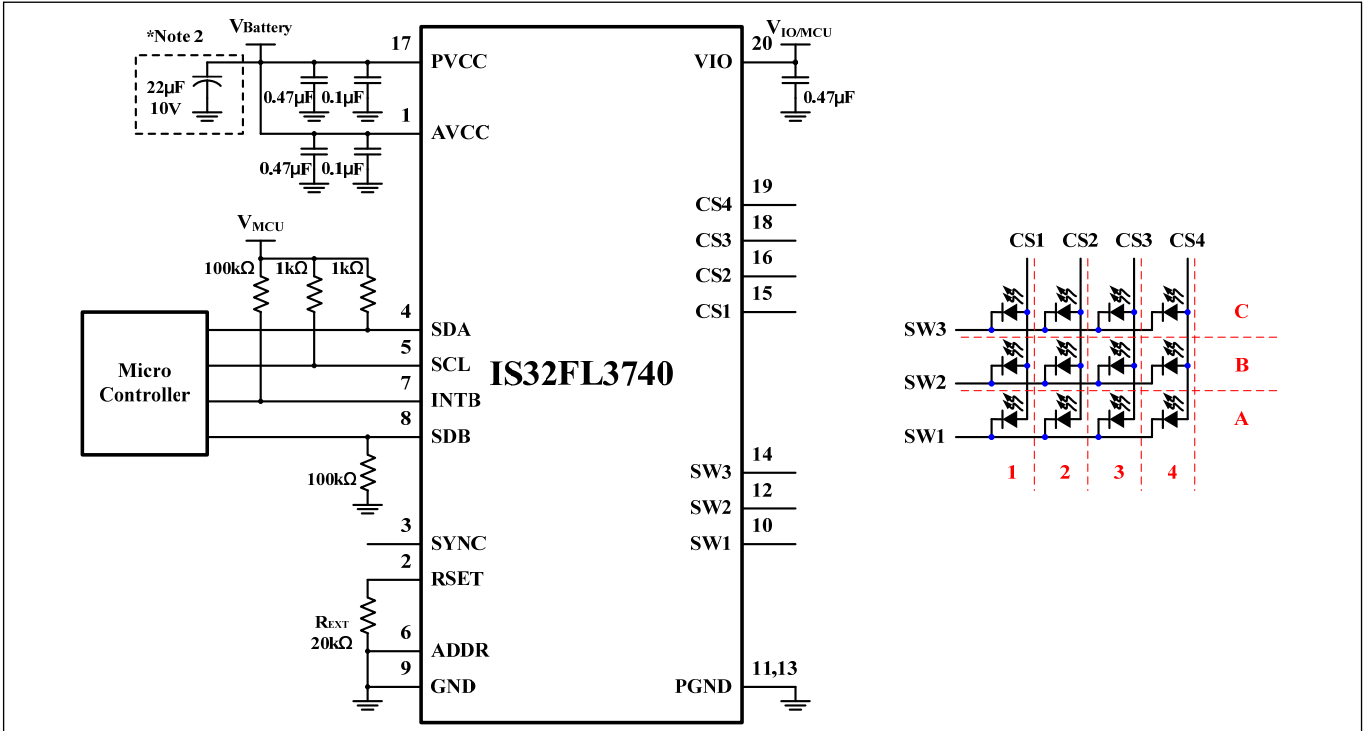 *Note 2
VBattery
22µF
10V
0.47µF
0.1µF
0.47µF
0.1µF
17
PVCC
1
AVCC
VMCU
100kΩ
1kΩ
1kΩ
Micro
Controller
4
SDA
5
SCL
7
INTB
8
SDB
100kΩ
3
SYNC
2
RSET
REXT
20kΩ
6
ADDR
9
GND
IS32FL3740
VIO/MCU
20
VIO
0.47µF
19
CS4
18
CS3
16
CS2
15
CS1
14
SW3
12
SW2
10
SW1
11,13
PGND
CS1 CS2 CS3 CS4
SW3
C
SW2
B
SW1
A
1 2 3 4